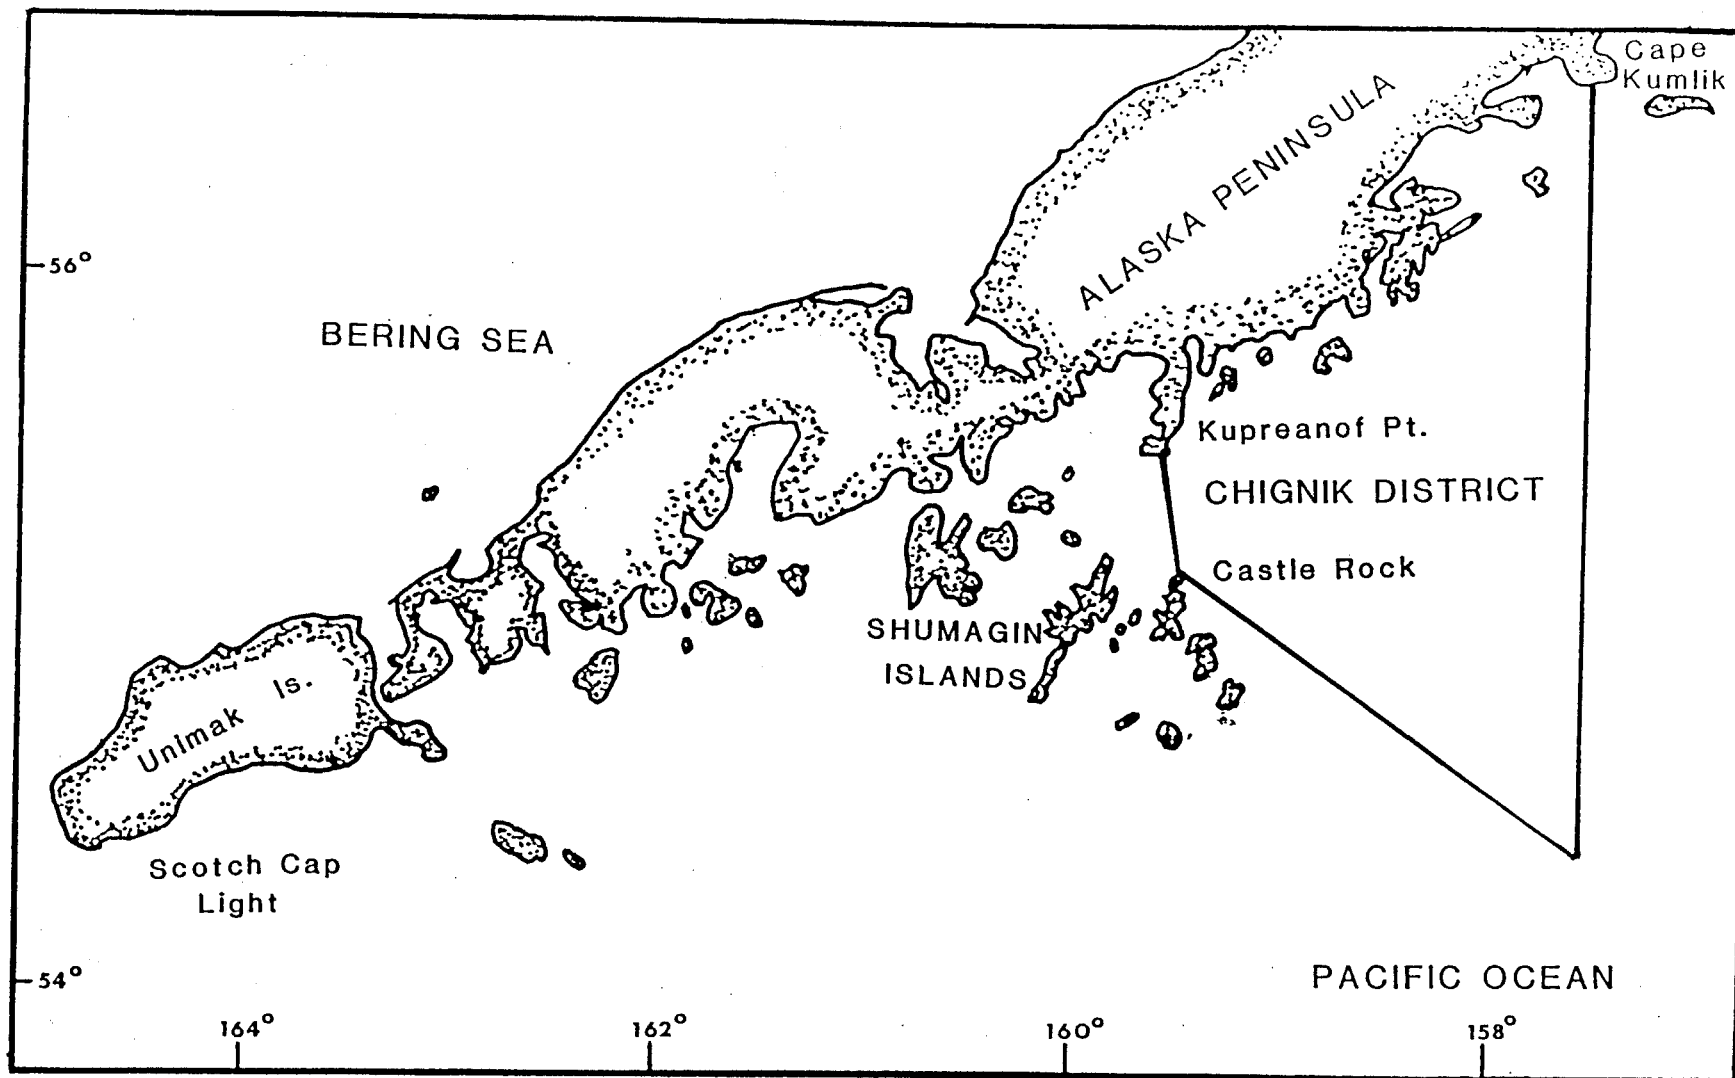 Cape
Kumlik
ALASKA PENINSULA
56°
BERING SEA
Kupreanof Pt.
CHIGNIK DISTRICT
Castle Rock
SHUMAGIN
ISLANDS
Unimak Is.
Scotch Cap
Light
54°
PACIFIC OCEAN
164°
162°
160°
158°